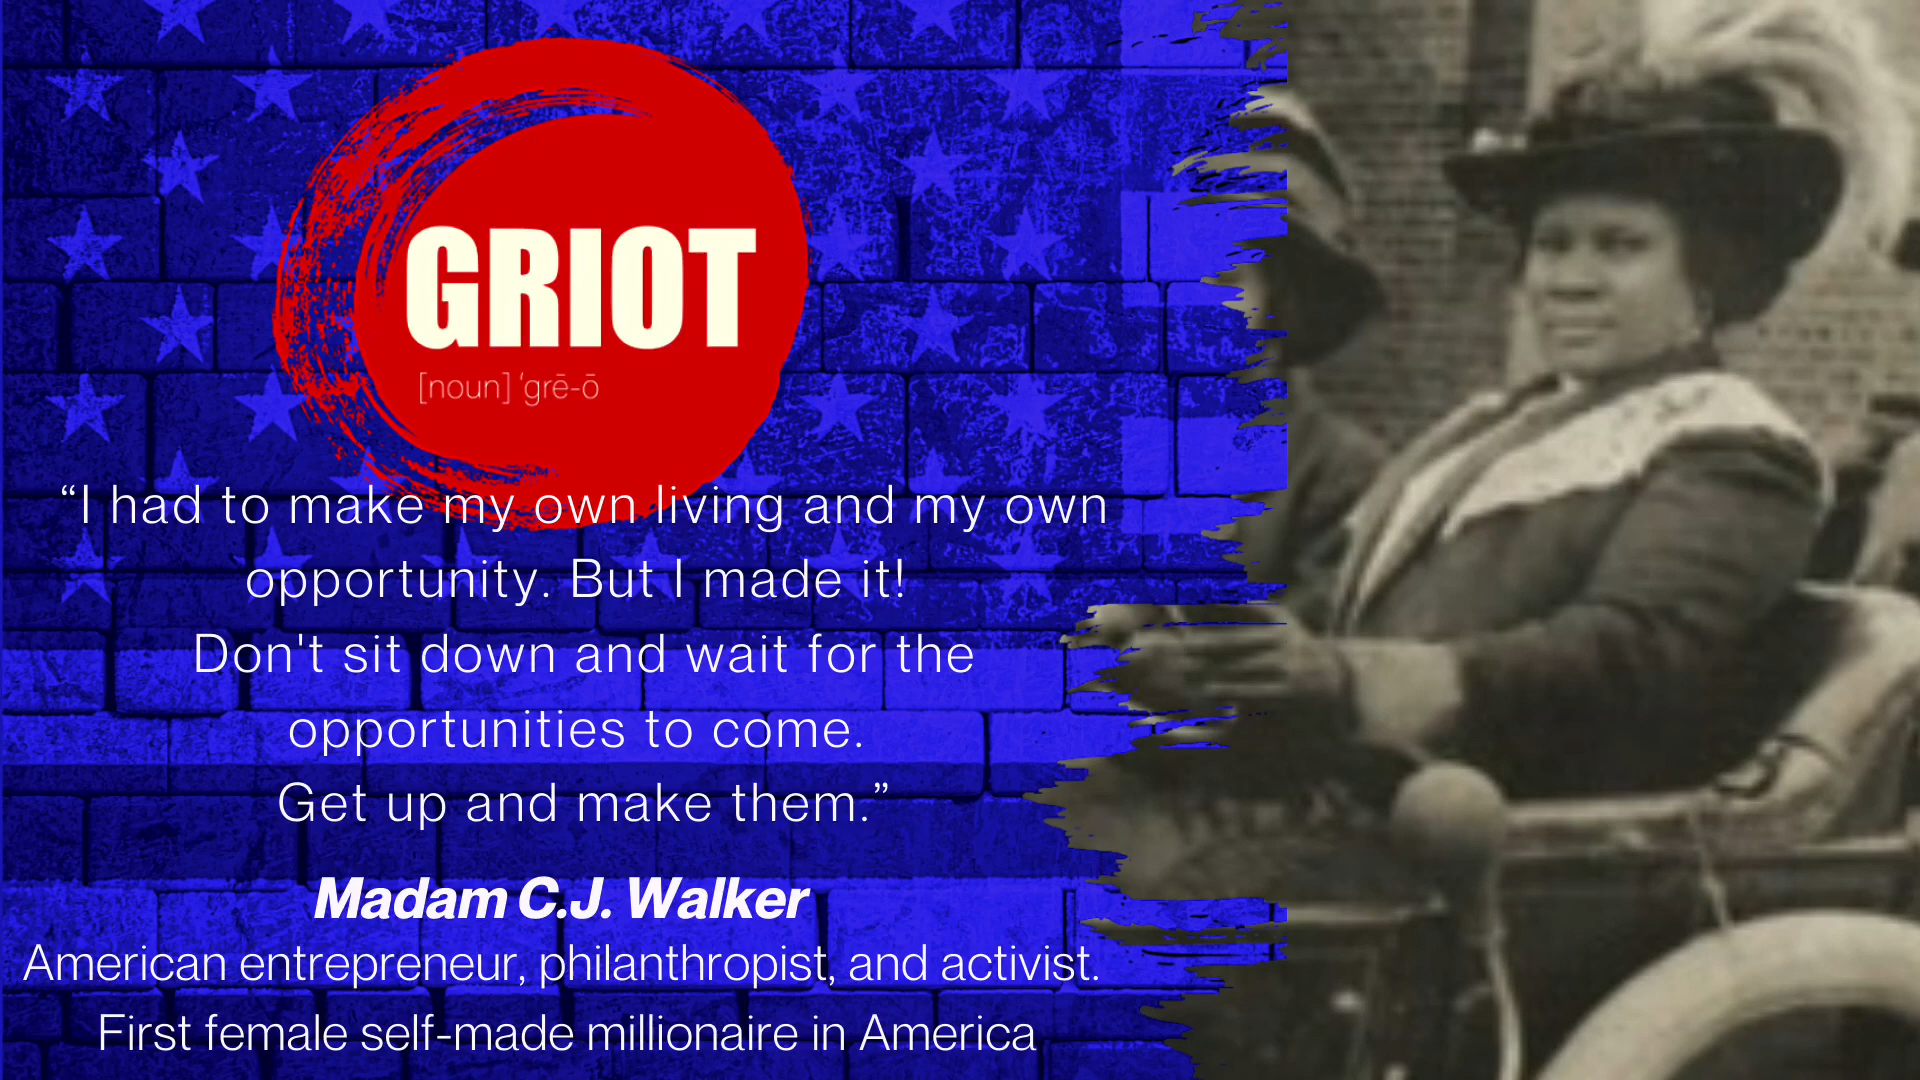 GRIOT
[noun] ˈgrē-ō
“I had to make my own living and my own
opportunity. But I made it!
Don't sit down and wait for the
opportunities to come.
Get up and make them.”
Madam C.J. Walker
American entrepreneur, philanthropist, and activist.
First female self-made millionaire in America